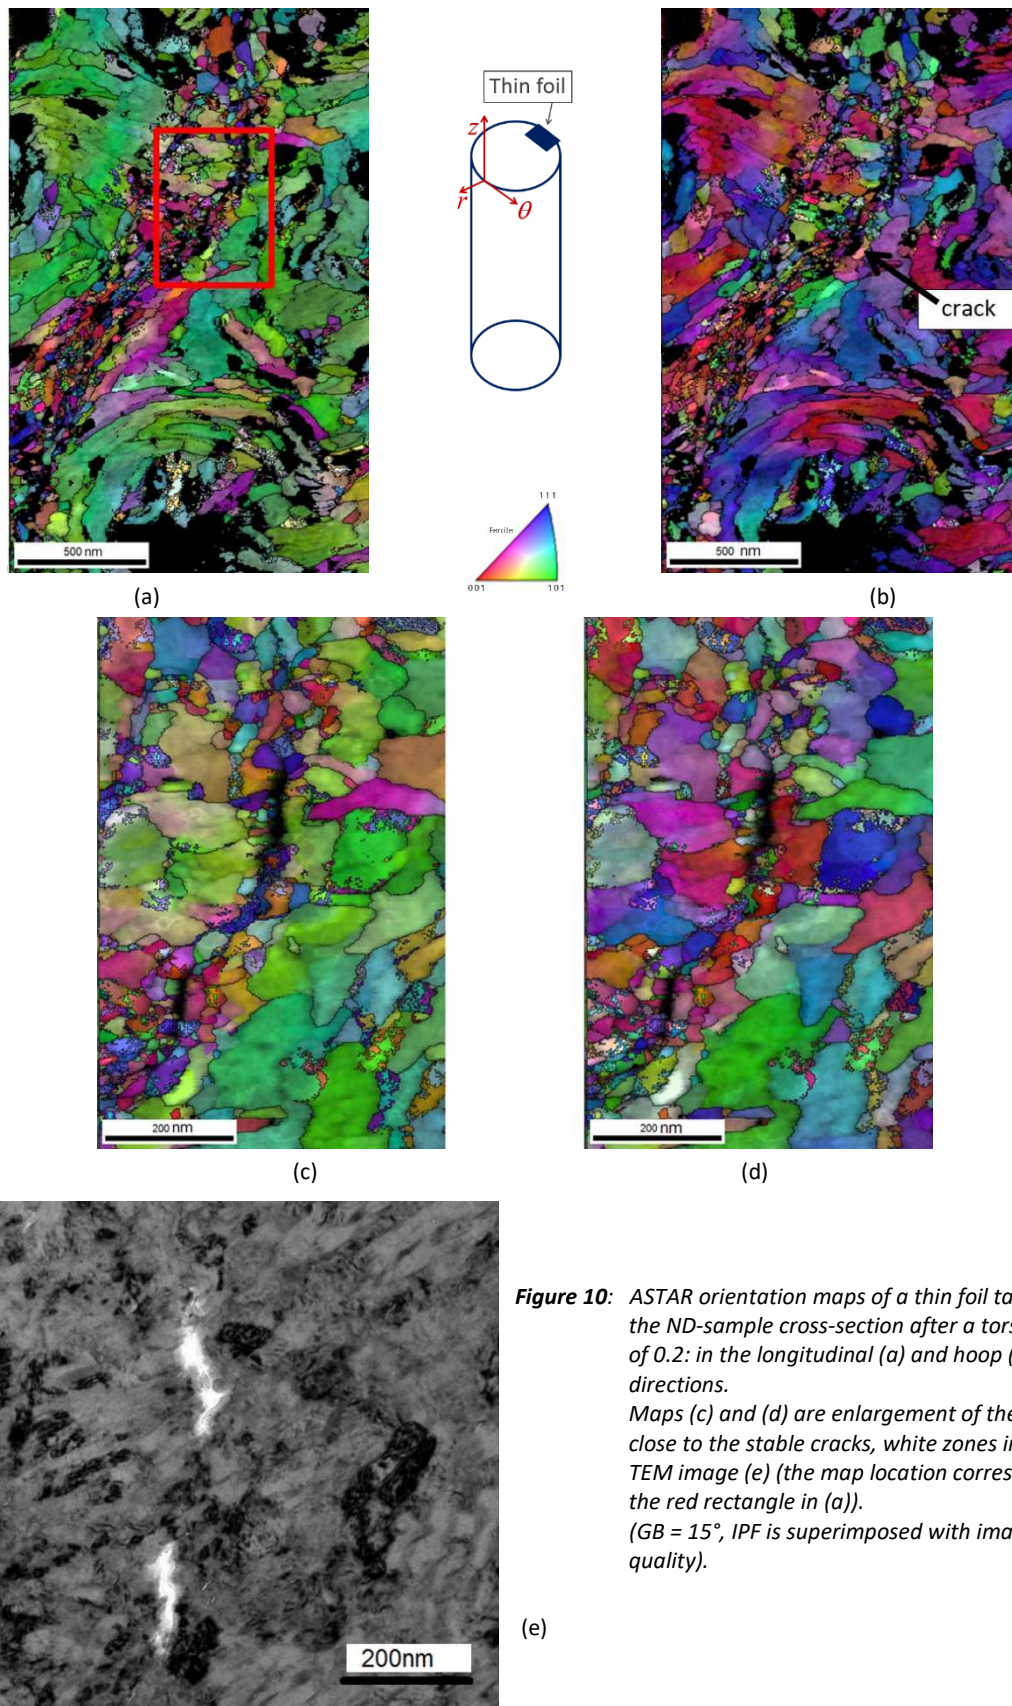 Thin foil
z
r
θ
crack
500 nm
111
Ferrite
001
101
500 nm
(a)
(b)
200 nm
200 nm
(c)
(d)
Figure 10: ASTAR orientation maps of a thin foil ta
the ND-sample cross-section after a tors
of 0.2: in the longitudinal (a) and hoop (
directions.
Maps (c) and (d) are enlargement of the
close to the stable cracks, white zones in
TEM image (e) (the map location corres
the red rectangle in (a)).
(GB = 15°, IPF is superimposed with ima
quality).
(e)
200nm